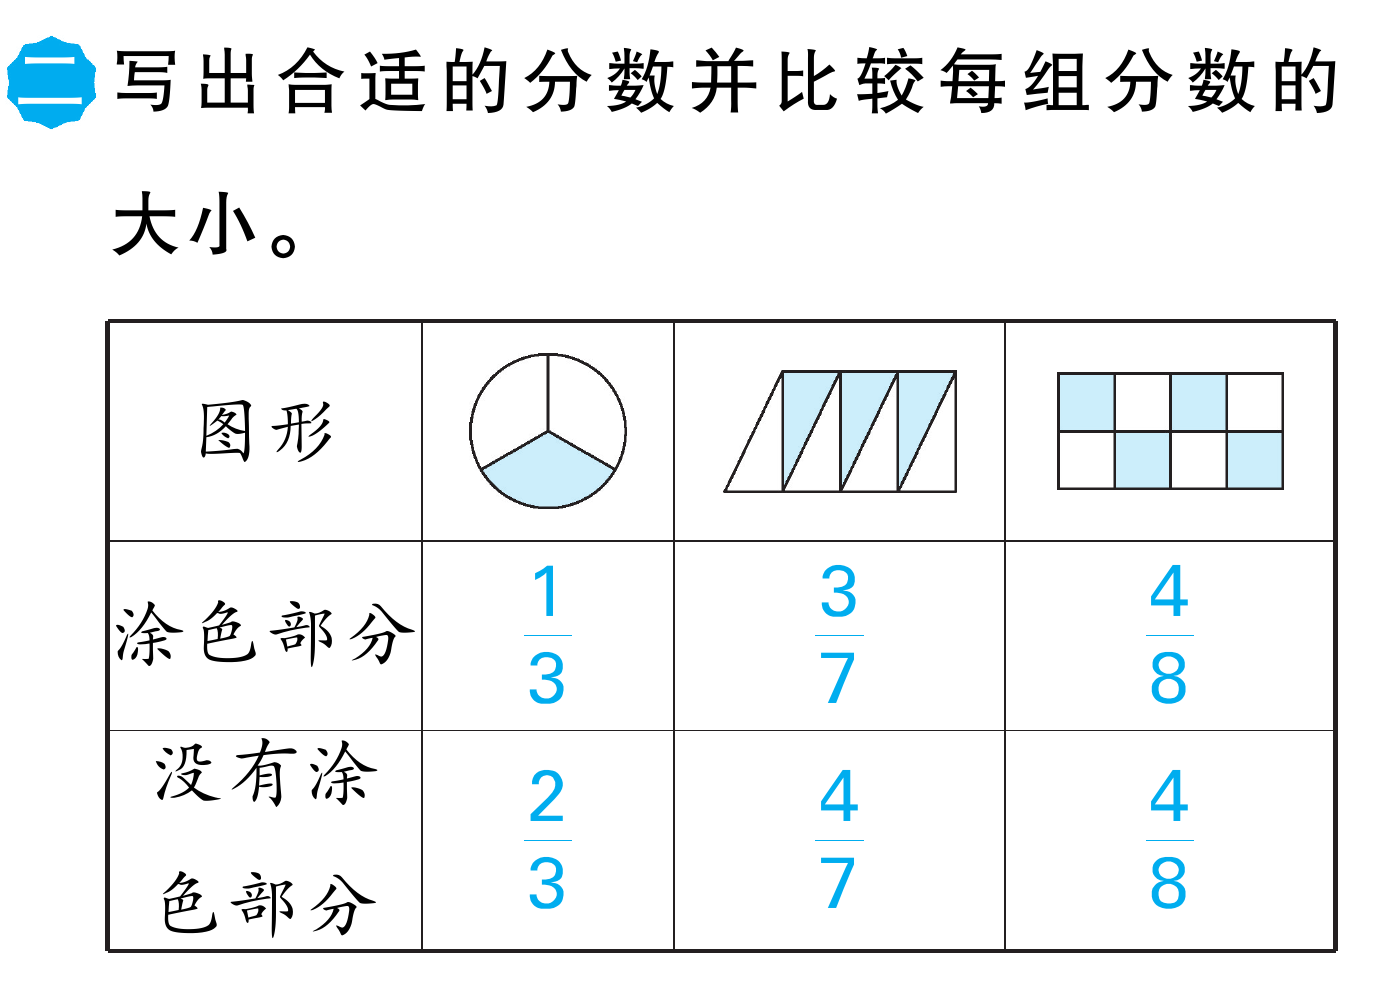 二 写出合适的分数并比较每组分数的
大小。
图形
涂色部分 1/3 3/7 4/8
没有涂
色部分 2/3 4/7 4/8